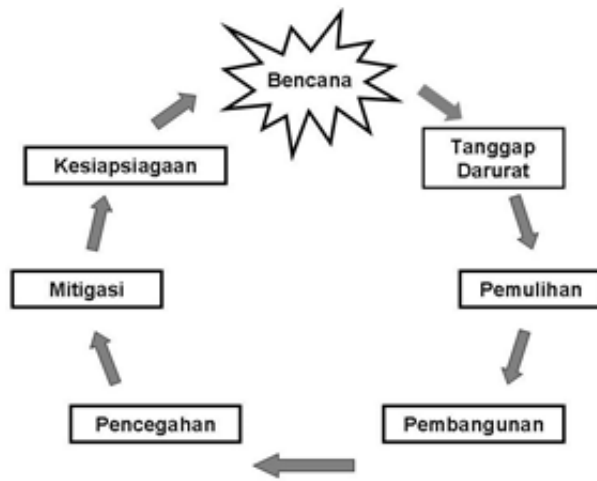 Bencana
Tanggap
Darurat
Pemulihan
Pembangunan
Pencegahan
Mitigasi
Kesiapsiagaan